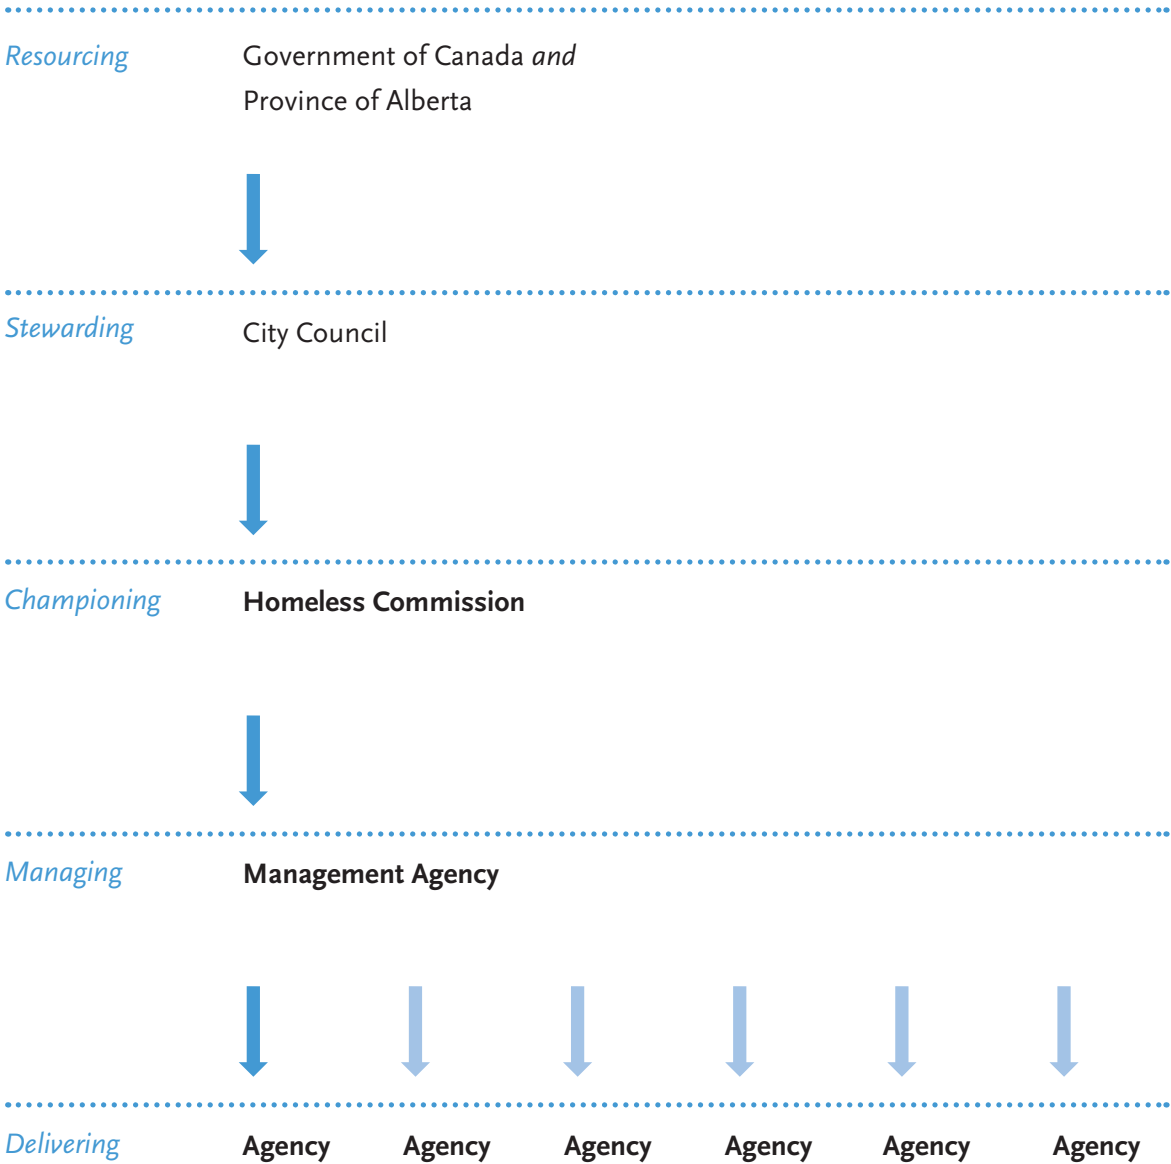 Resourcing Government of Canada and
Province of Alberta
Stewarding City Council
Championing Homeless Commission
Managing Management Agency
Delivering Agency Agency Agency Agency Agency Agency